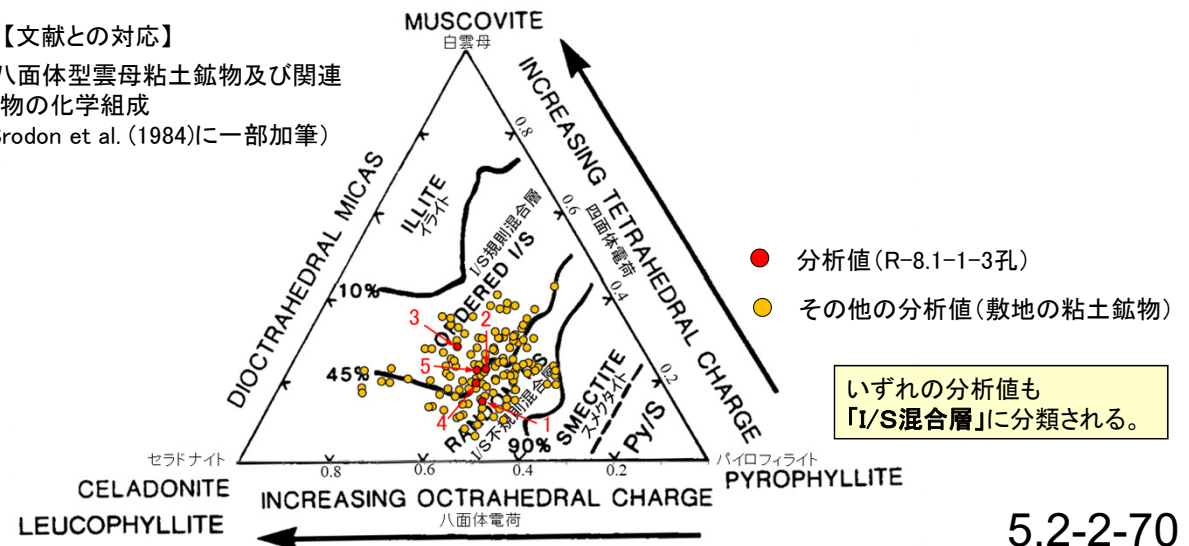 【文献との対応】
八面体型雲母粘土鉱物及び関連
物の化学組成
rodon et al. (1984)に一部加筆）
MUSCOVITE
白雲母
DIOCTRAHEDRAL MICAS
INCREASING TETRAHEDRAL CHARGE
四面体電荷
0.8
0.6
0.4
0.2
ILLITE
イライト
I/S規則混合層
ORDERED I/S
10%
45%
90%
3
2
5
4
1
I/S不規則混合層
SMECTITE
スメクタイト
Py/S
● 分析値（R-8.1-1-3孔）
● その他の分析値（敷地の粘土鉱物）
いずれの分析値も
「I/S混合層」に分類される。
セラドナイト
CELADONITE
LEUCOPHYLLITE
0.8
0.6
0.4
0.2
パイロフィライト
PYROPHYLLITE
INCREASING OCTRAHEDRAL CHARGE
八面体電荷
5.2-2-70